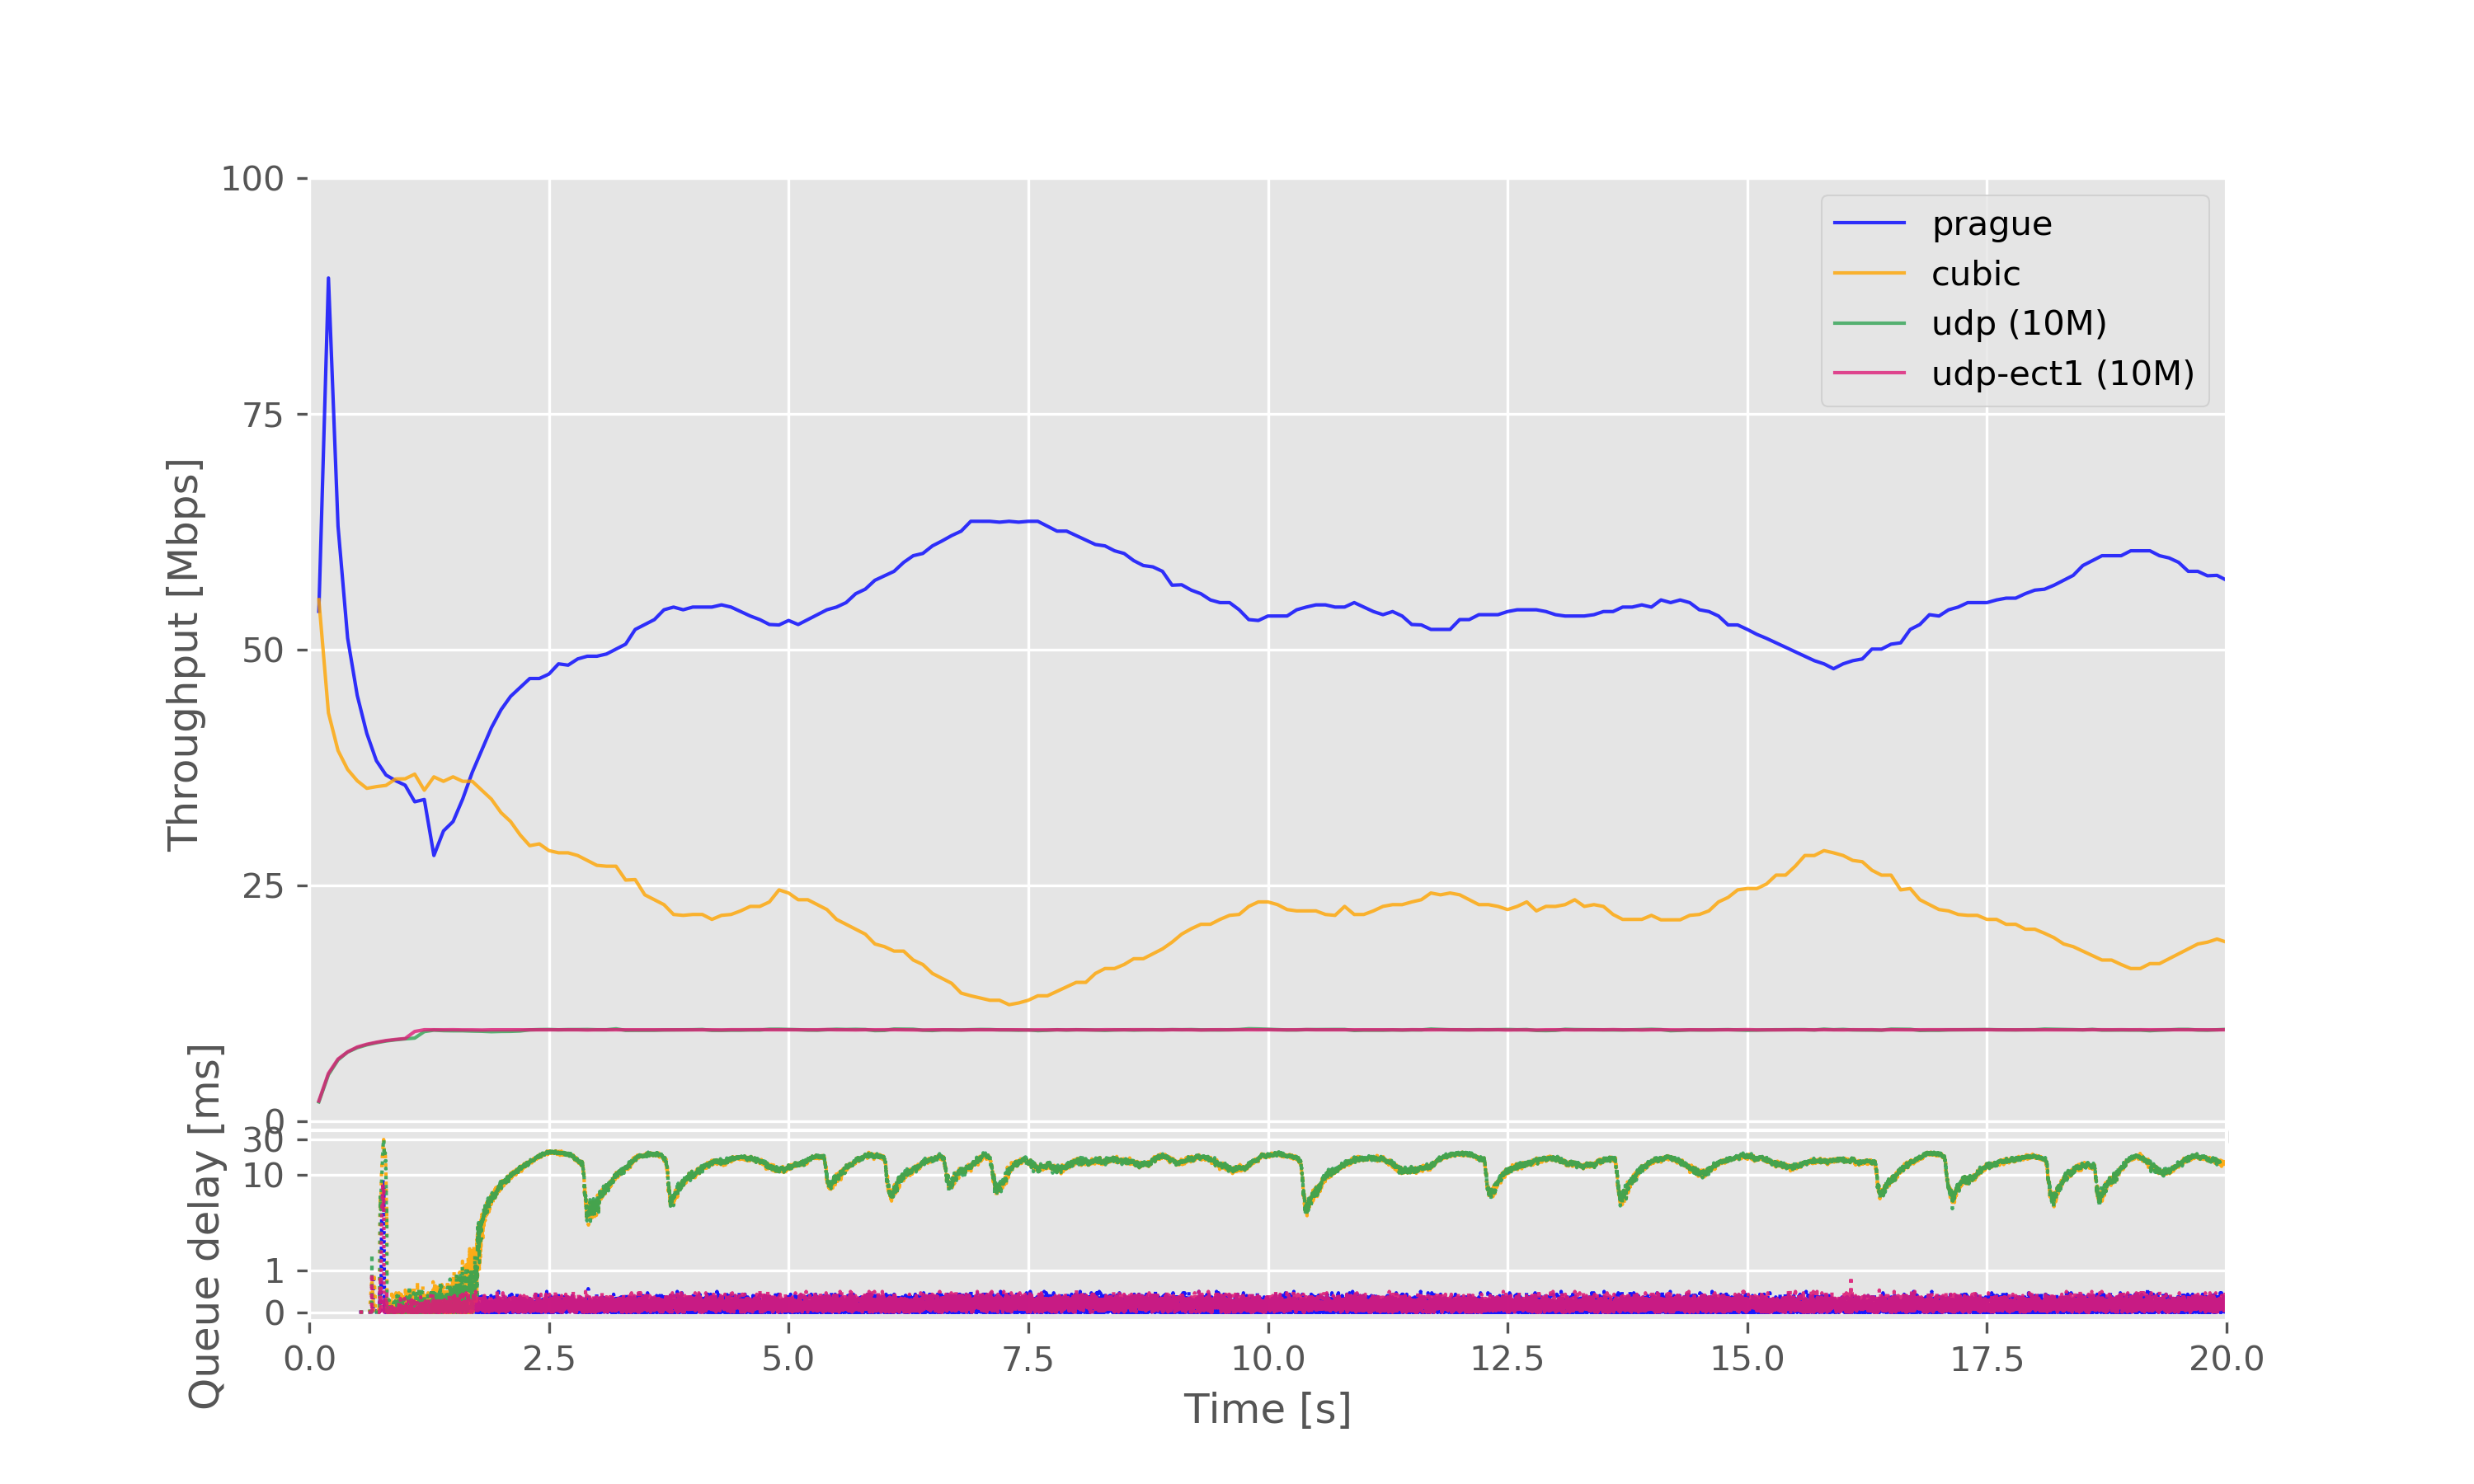 100
75
50
25
0
Throughput [Mbps]
prague
cubic
udp (10M)
udp-ect1 (10M)
30
10
1
0
Queue delay [ms]
0.0 2.5 5.0 7.5 10.0 12.5 15.0 17.5 20.0
Time [s]